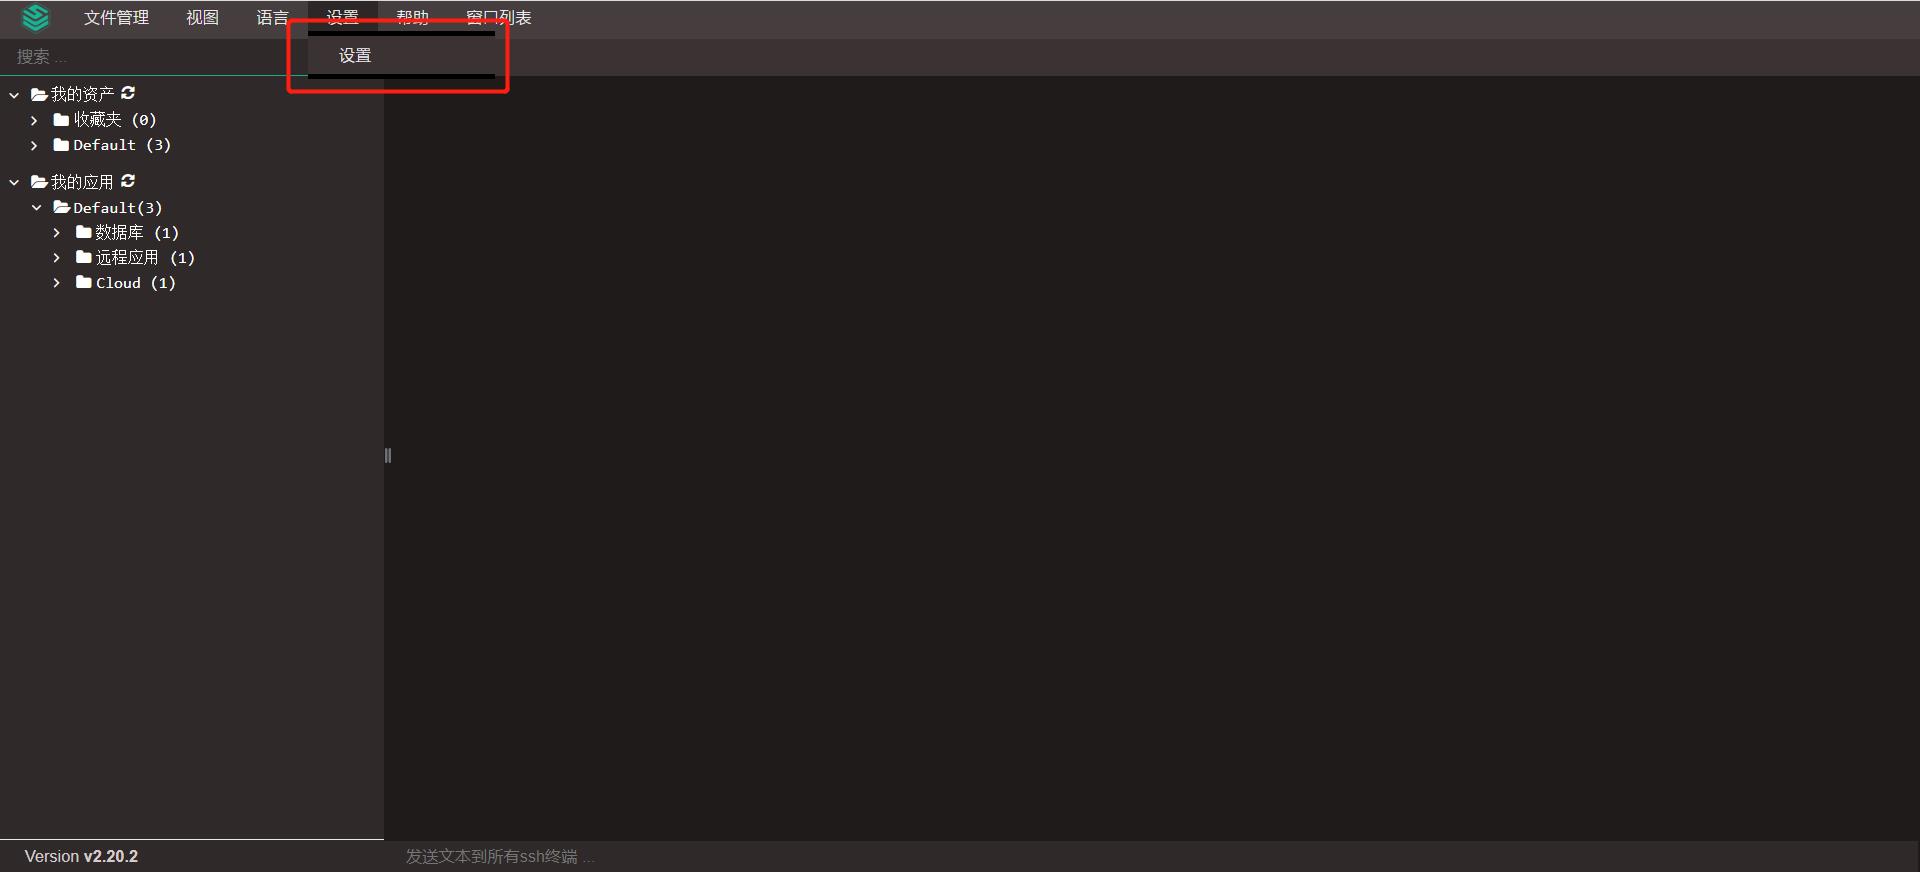 文件管理 视图 语言 设置 帮助 窗口列表
搜索 ...
设置
我的资产
收藏夹 (0)
Default (3)
我的应用
Default(3)
数据库 (1)
远程应用 (1)
Cloud (1)
Version v2.20.2
发送文本到所有ssh终端 ...